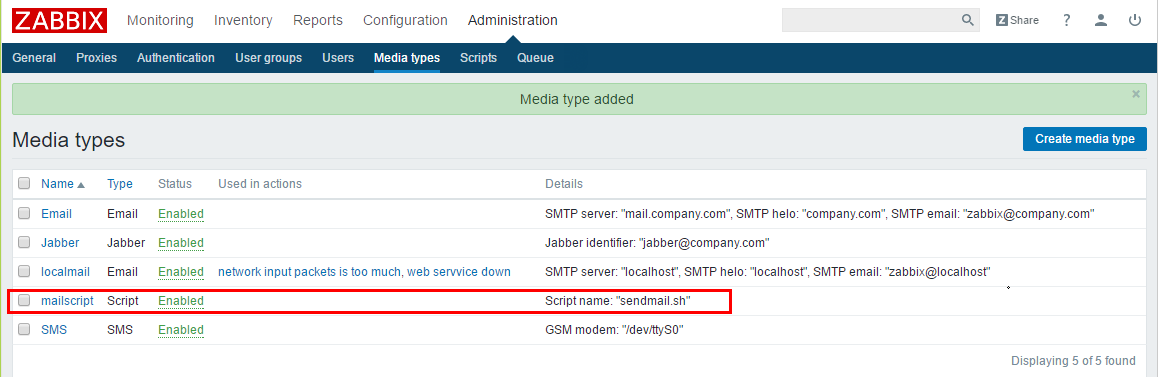 ZABBIX Monitoring Inventory Reports Configuration Administration Z Share ?
General Proxies Authentication User groups Users Media types Scripts Queue
Media type added ×
Media types Create media type
Name ▲ Type Status Used in actions Details
Email Email Enabled SMTP server: "mail.company.com", SMTP helo: "company.com", SMTP email: "zabbix@company.com"
Jabber Jabber Enabled Jabber identifier: "jabber@company.com"
localmail Email Enabled network input packets is too much, web servvice down SMTP server: "localhost", SMTP helo: "localhost", SMTP email: "zabbix@localhost"
mailscript Script Enabled Script name: "sendmail.sh"
SMS SMS Enabled GSM modem: "/dev/ttyS0"
Displaying 5 of 5 found